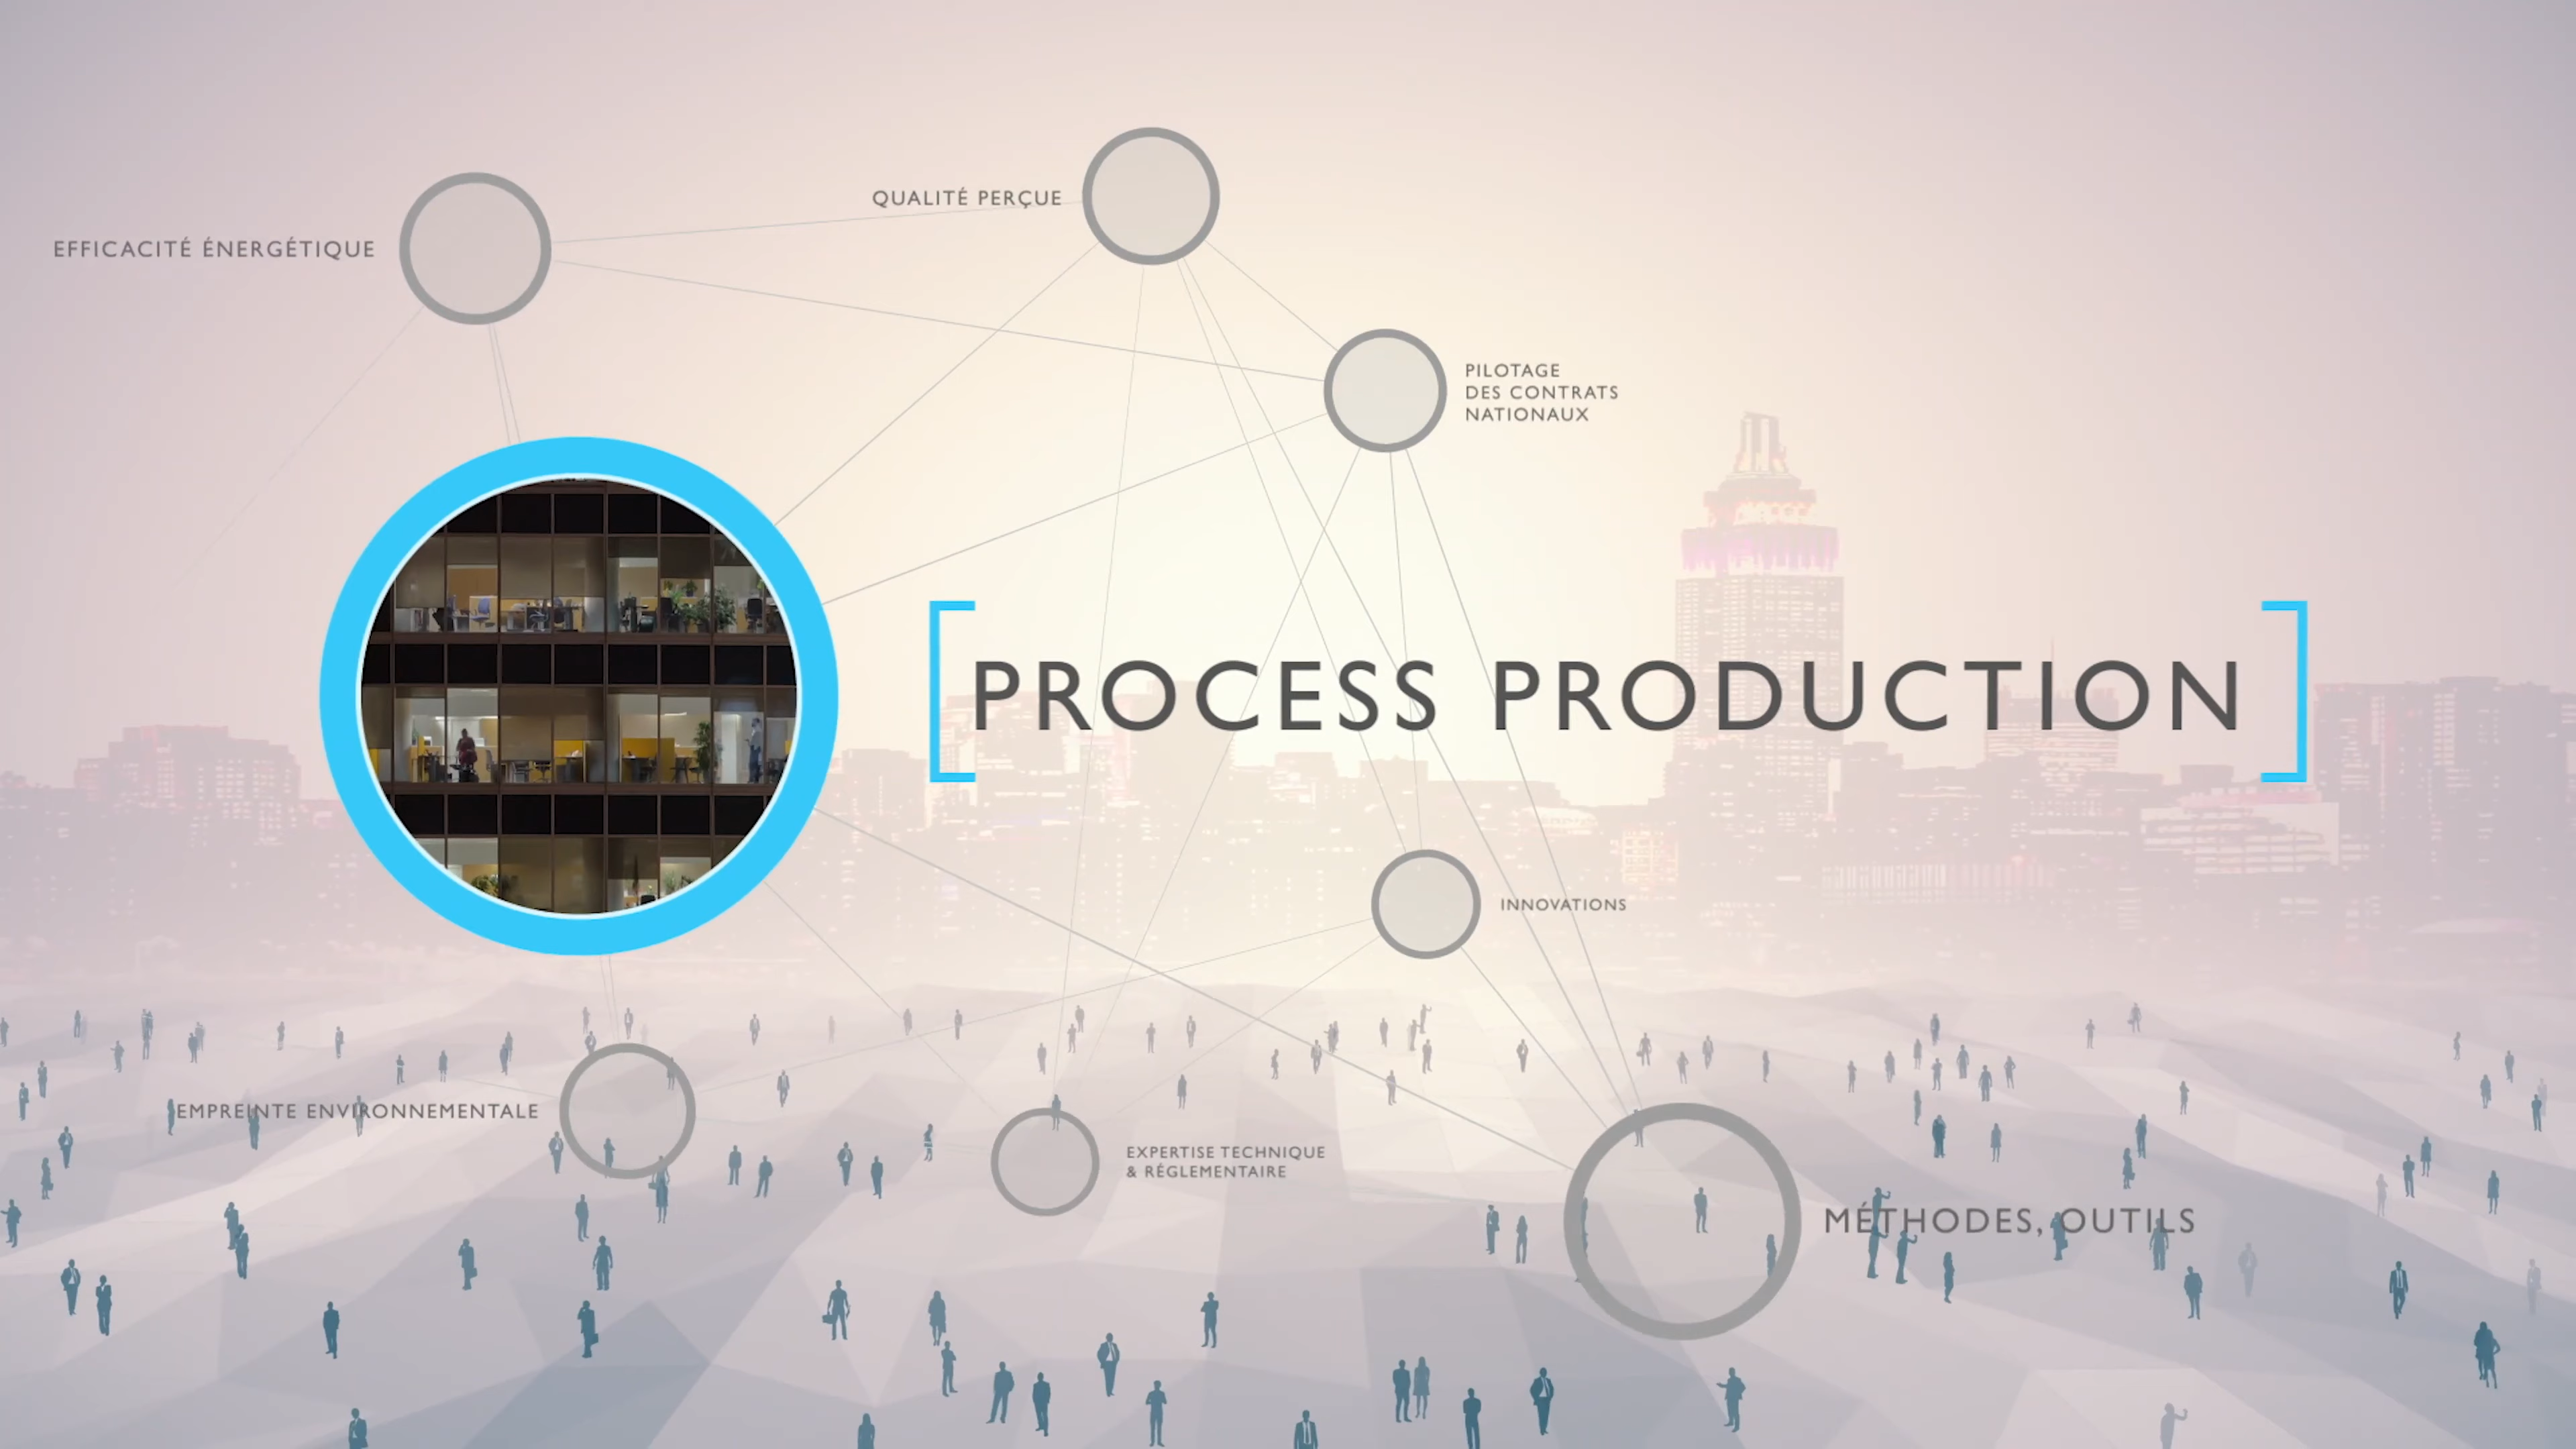 QUALITÉ PERÇUE
EFFICACITÉ ÉNERGÉTIQUE
PILOTAGE
DES CONTRATS
NATIONAUX
PROCESS PRODUCTION
INNOVATIONS
EMPREINTE ENVIRONNEMENTALE
EXPERTISE TECHNIQUE
& RÉGLEMENTAIRE
MÉTHODES, OUTILS